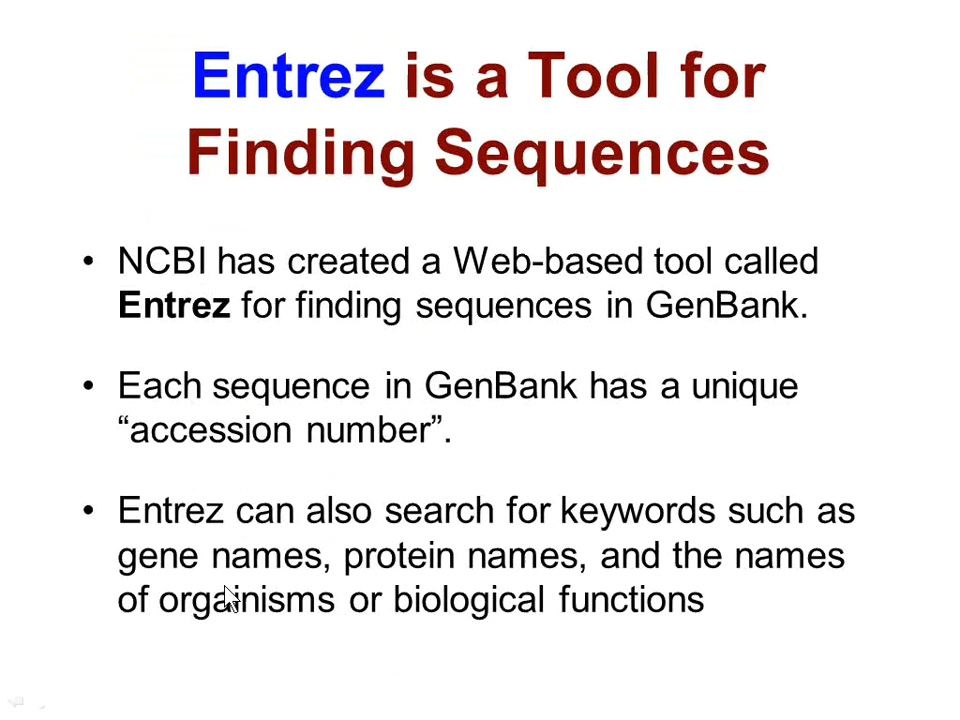 Entrez is a Tool for
Finding Sequences
• NCBI has created a Web-based tool called
Entrez for finding sequences in GenBank.
• Each sequence in GenBank has a unique
“accession number”.
• Entrez can also search for keywords such as
gene names, protein names, and the names
of organisms or biological functions